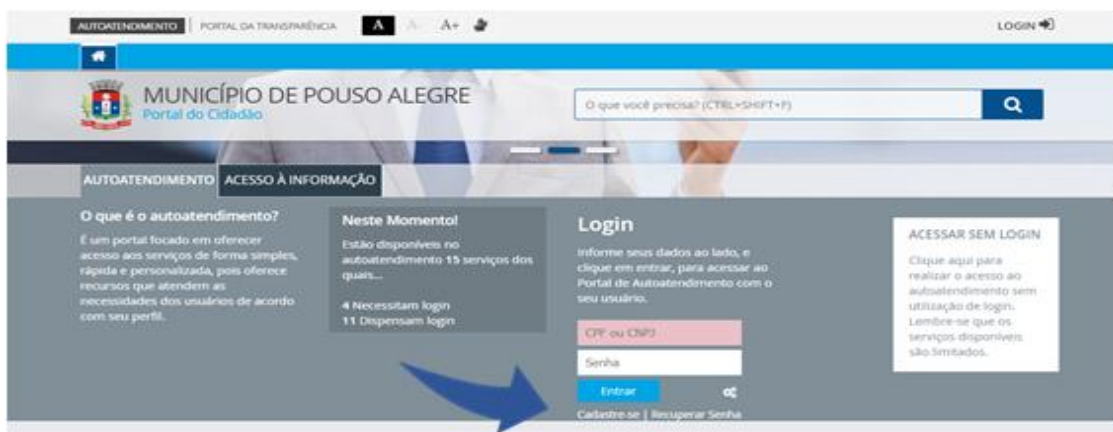 AUTOATENDIMENTO | PORTAL DA TRANSPARÊNCIA A A- A+ LOGIN
MUNICÍPIO DE POUSO ALEGRE
Portal do Cidadão
O que você precisa? (CTRL+SHIFT+F)
AUTOATENDIMENTO ACESSO À INFORMAÇÃO
O que é o autoatendimento?
É um portal focado em oferecer
acesso aos serviços de forma simples,
rápida e personalizada, pois oferece
recursos que atendem as
necessidades dos usuários de acordo
com seu perfil.
Neste Momento!
Estão disponíveis no
autoatendimento 15 serviços dos
quais...
4 Necessitam login
11 Dispensam login
Login
Informe seus dados ao lado, e
clique em entrar, para acessar ao
Portal de Autoatendimento com o
seu usuário.
CPF ou CNPJ
Senha
Entrar
Cadastre-se | Recuperar Senha
ACESSAR SEM LOGIN
Clique aqui para
realizar o acesso ao
autoatendimento sem
utilização de login.
Lembre-se que os
serviços disponíveis
são limitados.